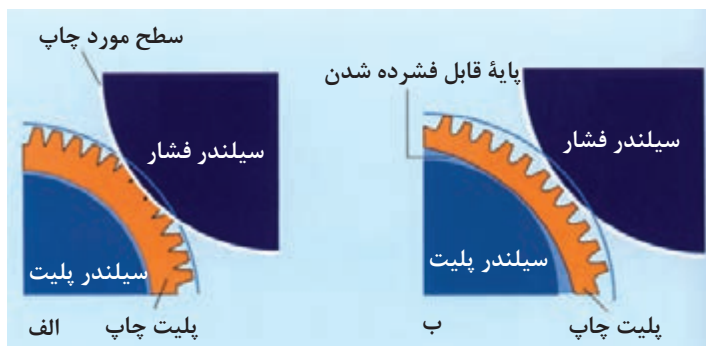 سطح مورد چاپ
پایهٔ قابل فشرده شدن
سیلندر فشار
سیلندر فشار
سیلندر پلیت
سیلندر پلیت
پلیت چاپ
ب
پلیت چاپ
الف